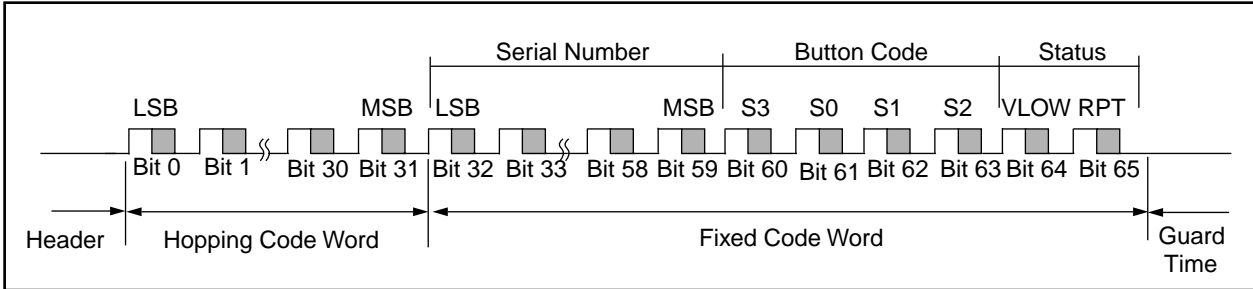 Serial Number Button Code Status
LSB MSB LSB MSB S3 S0 S1 S2 VLOW RPT
Bit 0 Bit 1 Bit 30 Bit 31 Bit 32 Bit 33 Bit 58 Bit 59 Bit 60 Bit 61 Bit 62 Bit 63 Bit 64 Bit 65
Header Hopping Code Word Fixed Code Word Guard
Time